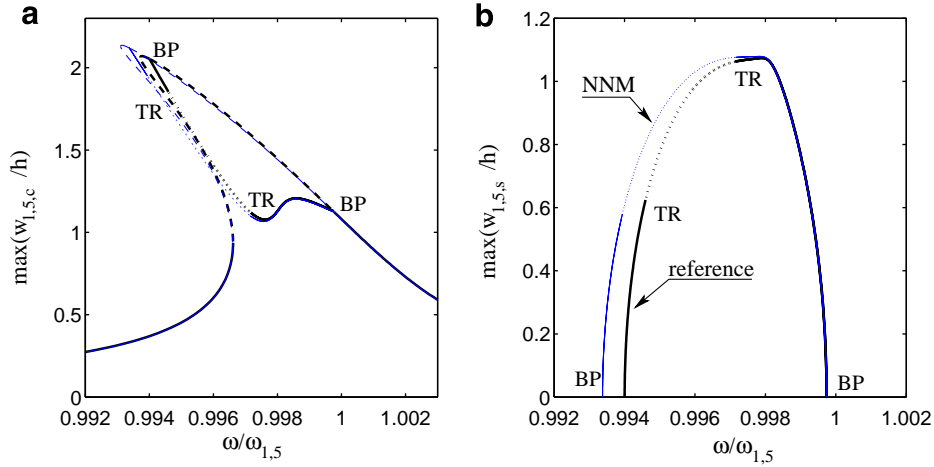 a
max(w1,5,c /h)
2
1.5
1
0.5
0
BP
TR
TR
BP
0.992 0.994 0.996 0.998 1 1.002
ω/ω1,5
b
max(w1,5,s /h)
1.2
1.0
0.8
0.6
0.4
0.2
0
NNM
TR
TR
reference
BP
BP
0.992 0.994 0.996 0.998 1 1.002
ω/ω1,5